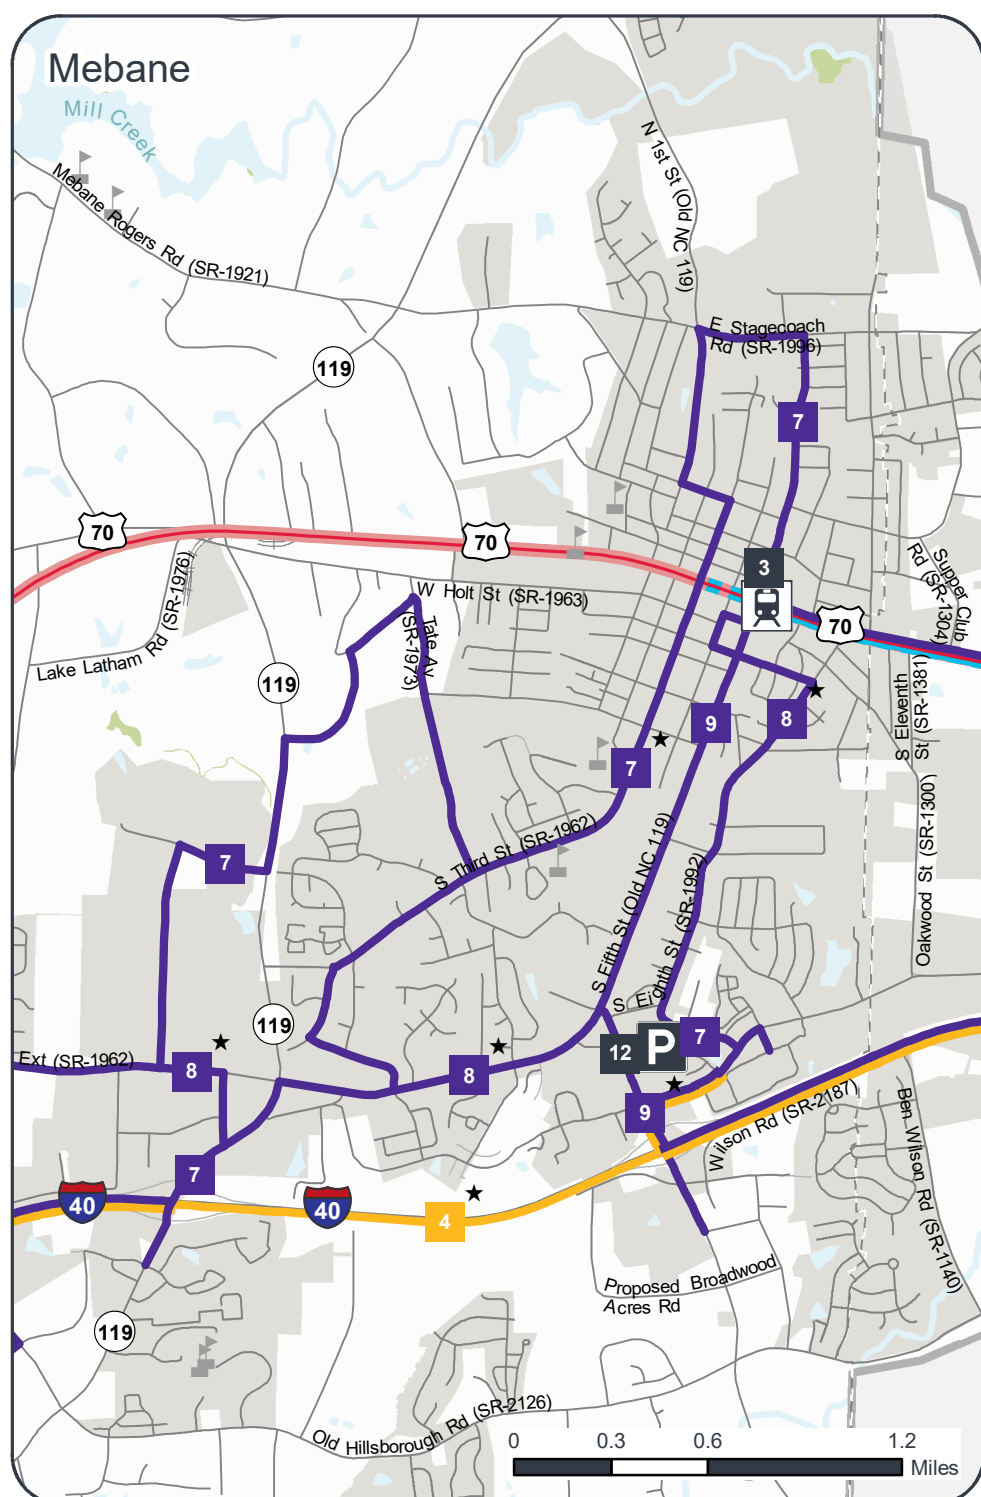 Mebane
Mill Creek
Mebane Rogers Rd (SR-1921)
N 1st St (Old NC 119)
E Stagecoach
Rd (SR-1996)
119
7
70
70
3
Supper Club
Rd (SR-1304)
W Holt St (SR-1963)
70
Lake Latham Rd (SR-1976)
Tate Av
(SR-1973)
119
S Eleventh
St (SR-1381)
9
8
7
S Third St (SR-1962)
7
S Fifth St (Old NC 119)
S Eighth St (SR-1992)
Oakwood St (SR-1300)
119
Ext (SR-1962)
8
8
12
P
7
9
Wilson Rd (SR-2187)
Ben Wilson Rd (SR-1140)
7
40
40
4
Proposed Broadwood
Acres Rd
119
Old Hillsborough Rd (SR-2126)
0 0.3 0.6 1.2
Miles